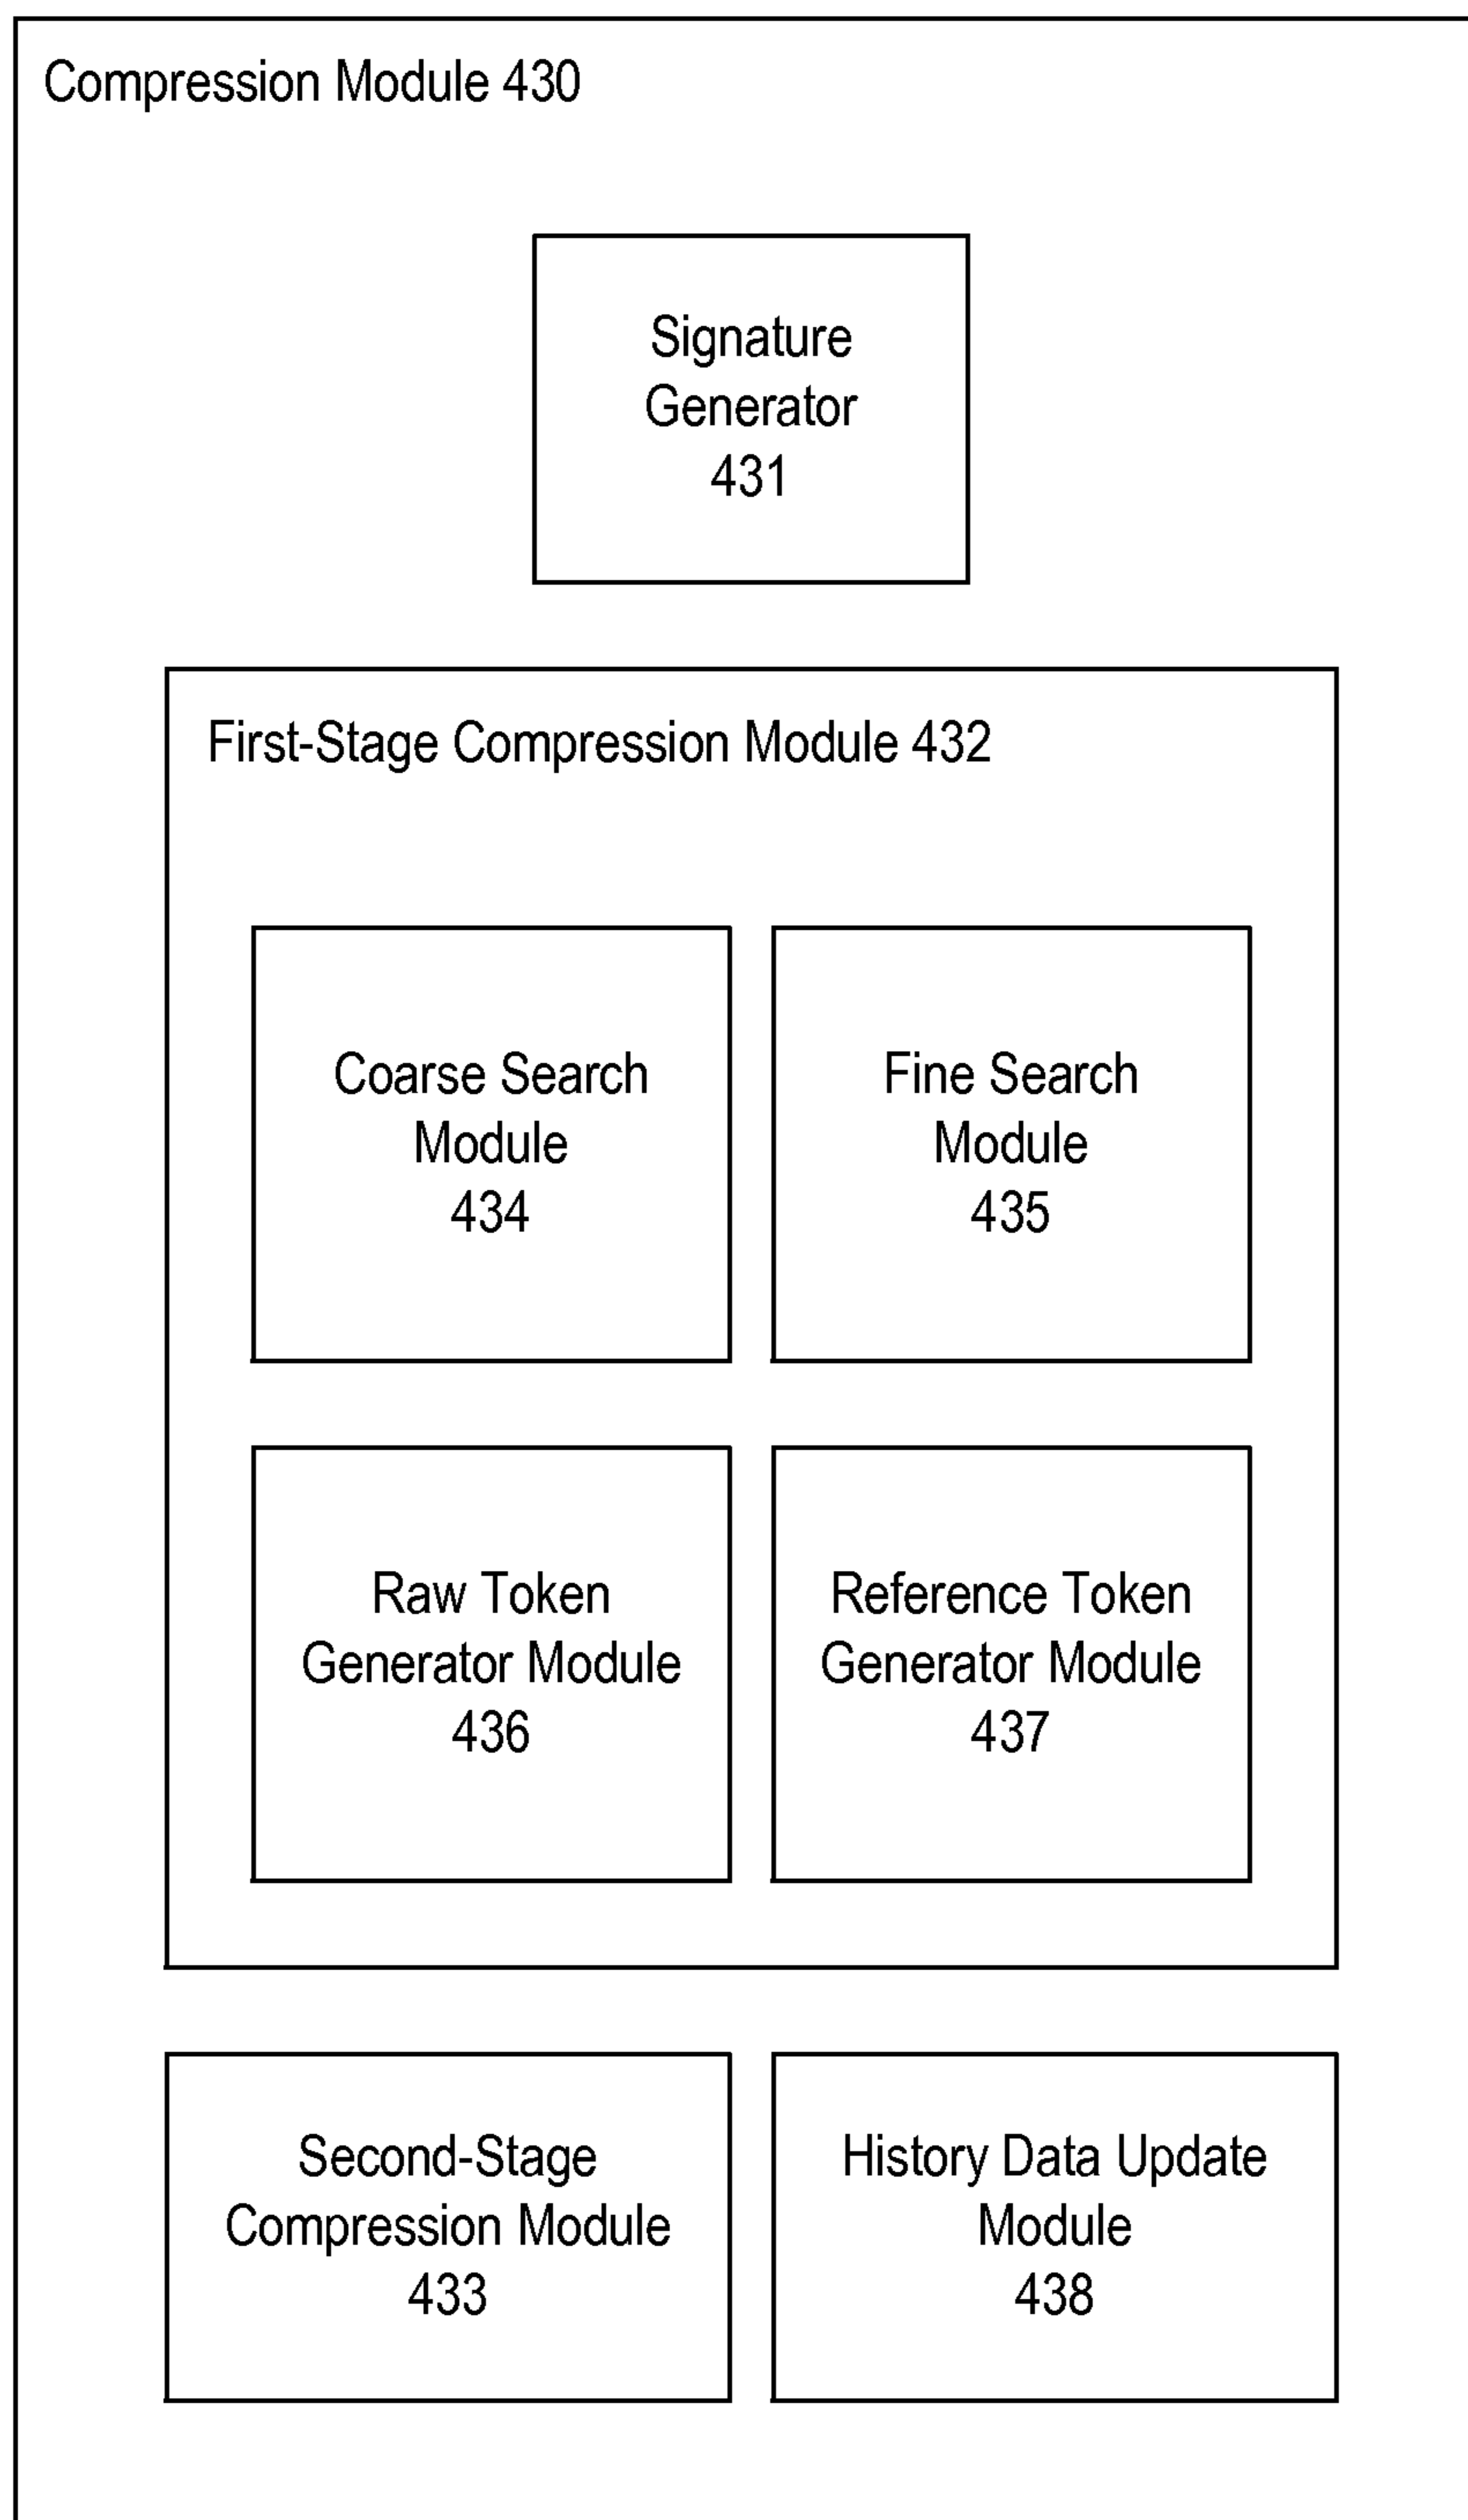 Compression Module 430
Signature
Generator
431
First-Stage Compression Module 432
Coarse Search
Module
434
Fine Search
Module
435
Raw Token
Generator Module
436
Reference Token
Generator Module
437
Second-Stage
Compression Module
433
History Data Update
Module
438